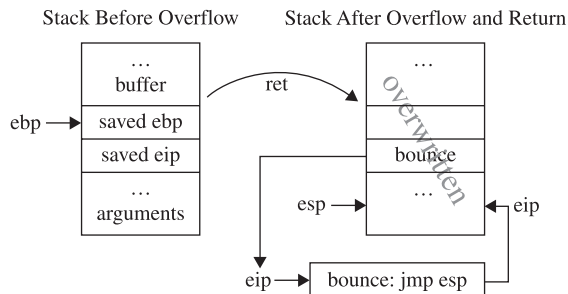 Stack Before Overflow
Stack After Overflow and Return
...
buffer
ebp
saved ebp
saved eip
...
arguments
ret
...
overwritten
bounce
...
esp
eip
eip
bounce: jmp esp